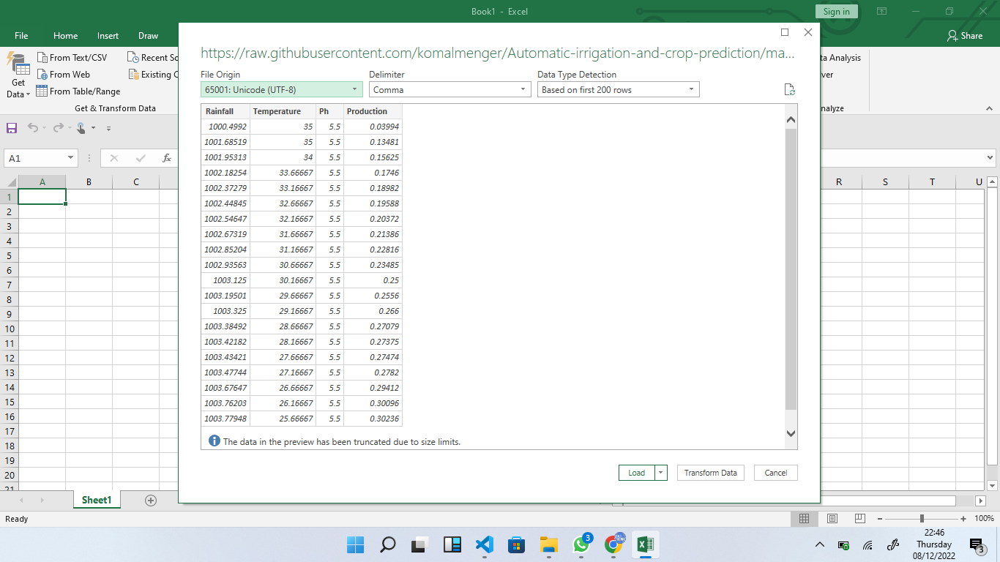 Book1 - Excel
Sign in
File Home Insert Draw
Share
Get Data
From Text/CSV
From Web
From Table/Range
Recent So
Existing C
Get & Transform Data
ta Analysis
ver
nalyze
A1
fx
A B C R S T U
1
2
3
4
5
6
7
8
9
10
11
12
13
14
15
16
17
18
19
20
21
https://raw.githubusercontent.com/komalmenger/Automatic-irrigation-and-crop-prediction/ma...
File Origin Delimiter Data Type Detection
65001: Unicode (UTF-8) Comma Based on first 200 rows
Rainfall Temperature Ph Production
1000.4992 35 5.5 0.03994
1001.68519 35 5.5 0.13481
1001.95313 34 5.5 0.15625
1002.18254 33.66667 5.5 0.1746
1002.37279 33.16667 5.5 0.18982
1002.44845 32.66667 5.5 0.19588
1002.54647 32.16667 5.5 0.20372
1002.67319 31.66667 5.5 0.21386
1002.85204 31.16667 5.5 0.22816
1002.93563 30.66667 5.5 0.23485
1003.125 30.16667 5.5 0.25
1003.19501 29.66667 5.5 0.2556
1003.325 29.16667 5.5 0.266
1003.38492 28.66667 5.5 0.27079
1003.42182 28.16667 5.5 0.27375
1003.43421 27.66667 5.5 0.27474
1003.47744 27.16667 5.5 0.2782
1003.67647 26.66667 5.5 0.29412
1003.76203 26.16667 5.5 0.30096
1003.77948 25.66667 5.5 0.30236
The data in the preview has been truncated due to size limits.
Load Transform Data Cancel
Sheet1
Ready
100%
3
22:46
Thursday
08/12/2022
3